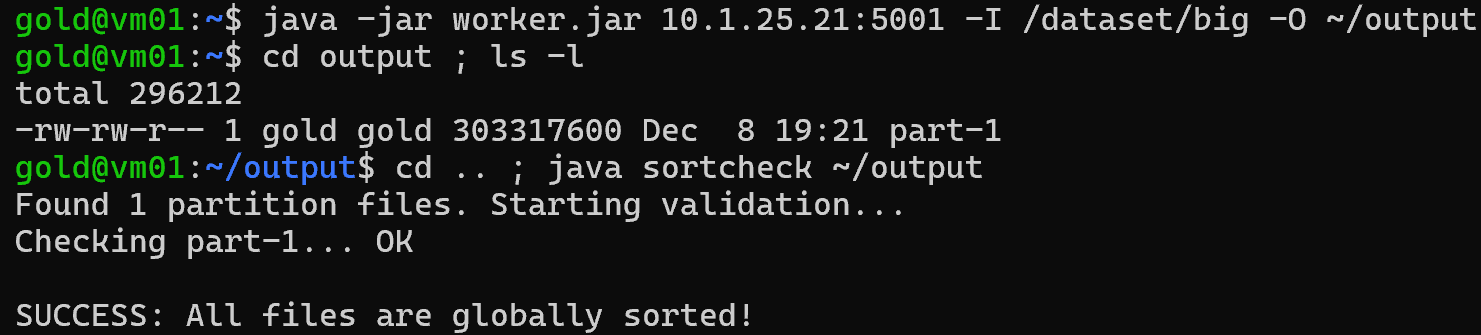 gold@vm01:~$ java -jar worker.jar 10.1.25.21:5001 -I /dataset/big -O ~/output
gold@vm01:~$ cd output ; ls -l
total 296212
-rw-rw-r-- 1 gold gold 303317600 Dec  8 19:21 part-1
gold@vm01:~/output$ cd .. ; java sortcheck ~/output
Found 1 partition files. Starting validation...
Checking part-1... OK

SUCCESS: All files are globally sorted!